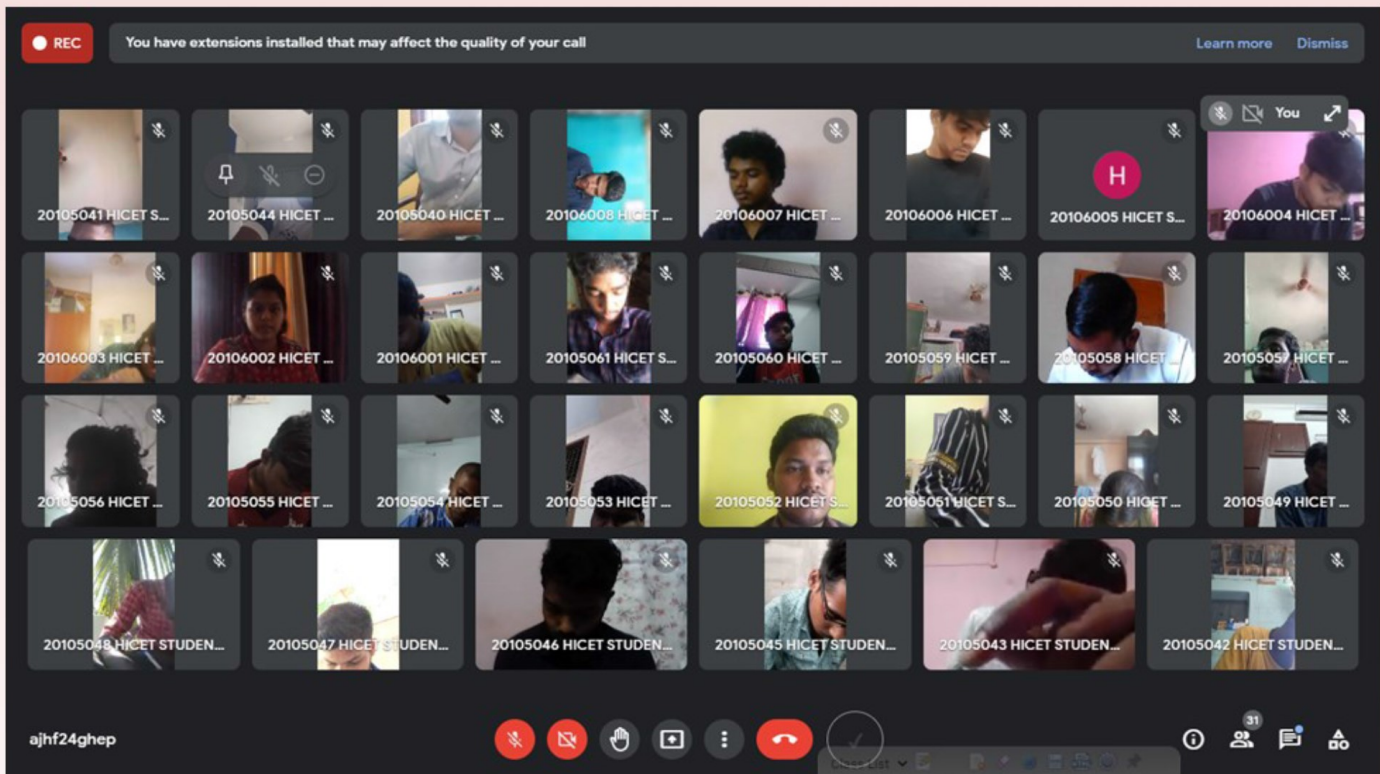 REC You have extensions installed that may affect the quality of your call Learn more Dismiss
You
H
20105041 HICET S... 20105044 HICET ... 20105040 HICET ... 20106008 HICET ... 20106007 HICET ... 20106006 HICET ... 20106005 HICET S... 20106004 HICET ...
20106003 HICET ... 20106002 HICET ... 20106001 HICET ... 20105061 HICET S... 20105060 HICET ... 20105059 HICET ... 20105058 HICET ... 20105057 HICET ...
20105056 HICET ... 20105055 HICET ... 20105054 HICET ... 20105053 HICET ... 20105052 HICET S... 20105051 HICET S... 20105050 HICET ... 20105049 HICET ...
20105048 HICET STUDEN... 20105047 HICET STUDEN... 20105046 HICET STUDEN... 20105045 HICET STUDEN... 20105043 HICET STUDEN... 20105042 HICET STUDEN...
31
ajhf24ghep
Class List